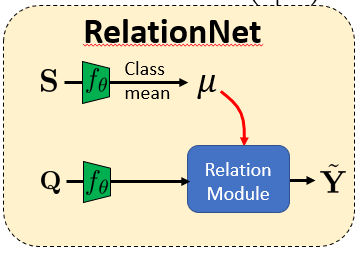 RelationNet
S
fθ
Class
mean
μ
Q
fθ
Relation
Module
Ỹ